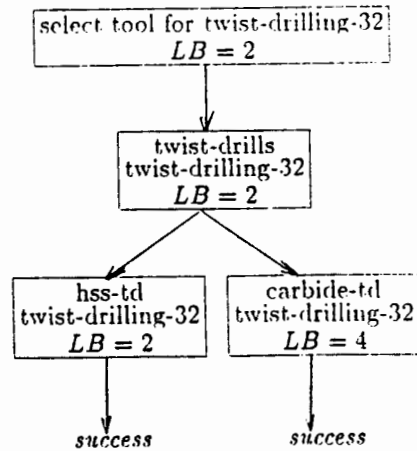 select tool for twist-drilling-32
LB = 2
twist-drills
twist-drilling-32
LB = 2
hss-td
twist-drilling-32
LB = 2
carbide-td
twist-drilling-32
LB = 4
success
success